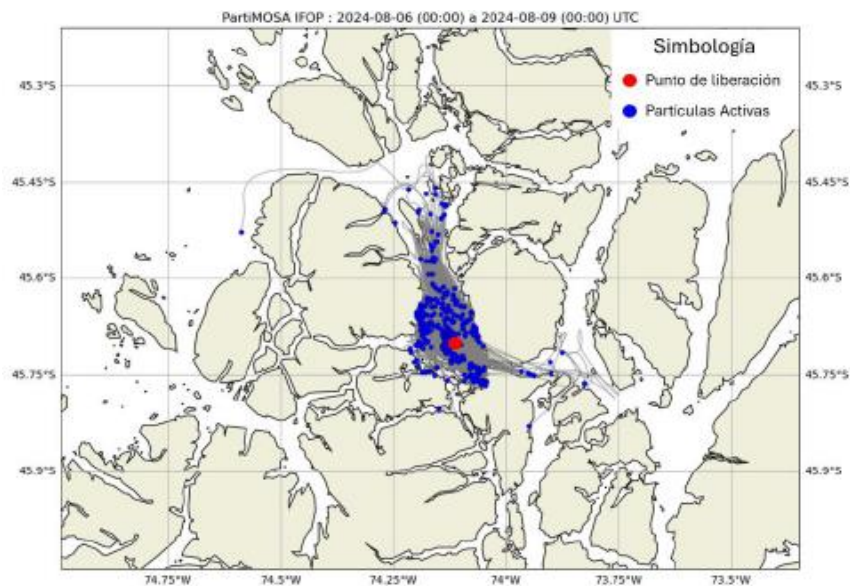 PartiMOSA IFOP : 2024-08-06 (00:00) a 2024-08-09 (00:00) UTC
Simbología
Punto de liberación
Partículas Activas
45.3°S
45.3°S
45.45°S
45.45°S
45.6°S
45.6°S
45.75°S
45.75°S
45.9°S
45.9°S
74.75°W
74.5°W
74.25°W
74°W
73.75°W
73.5°W